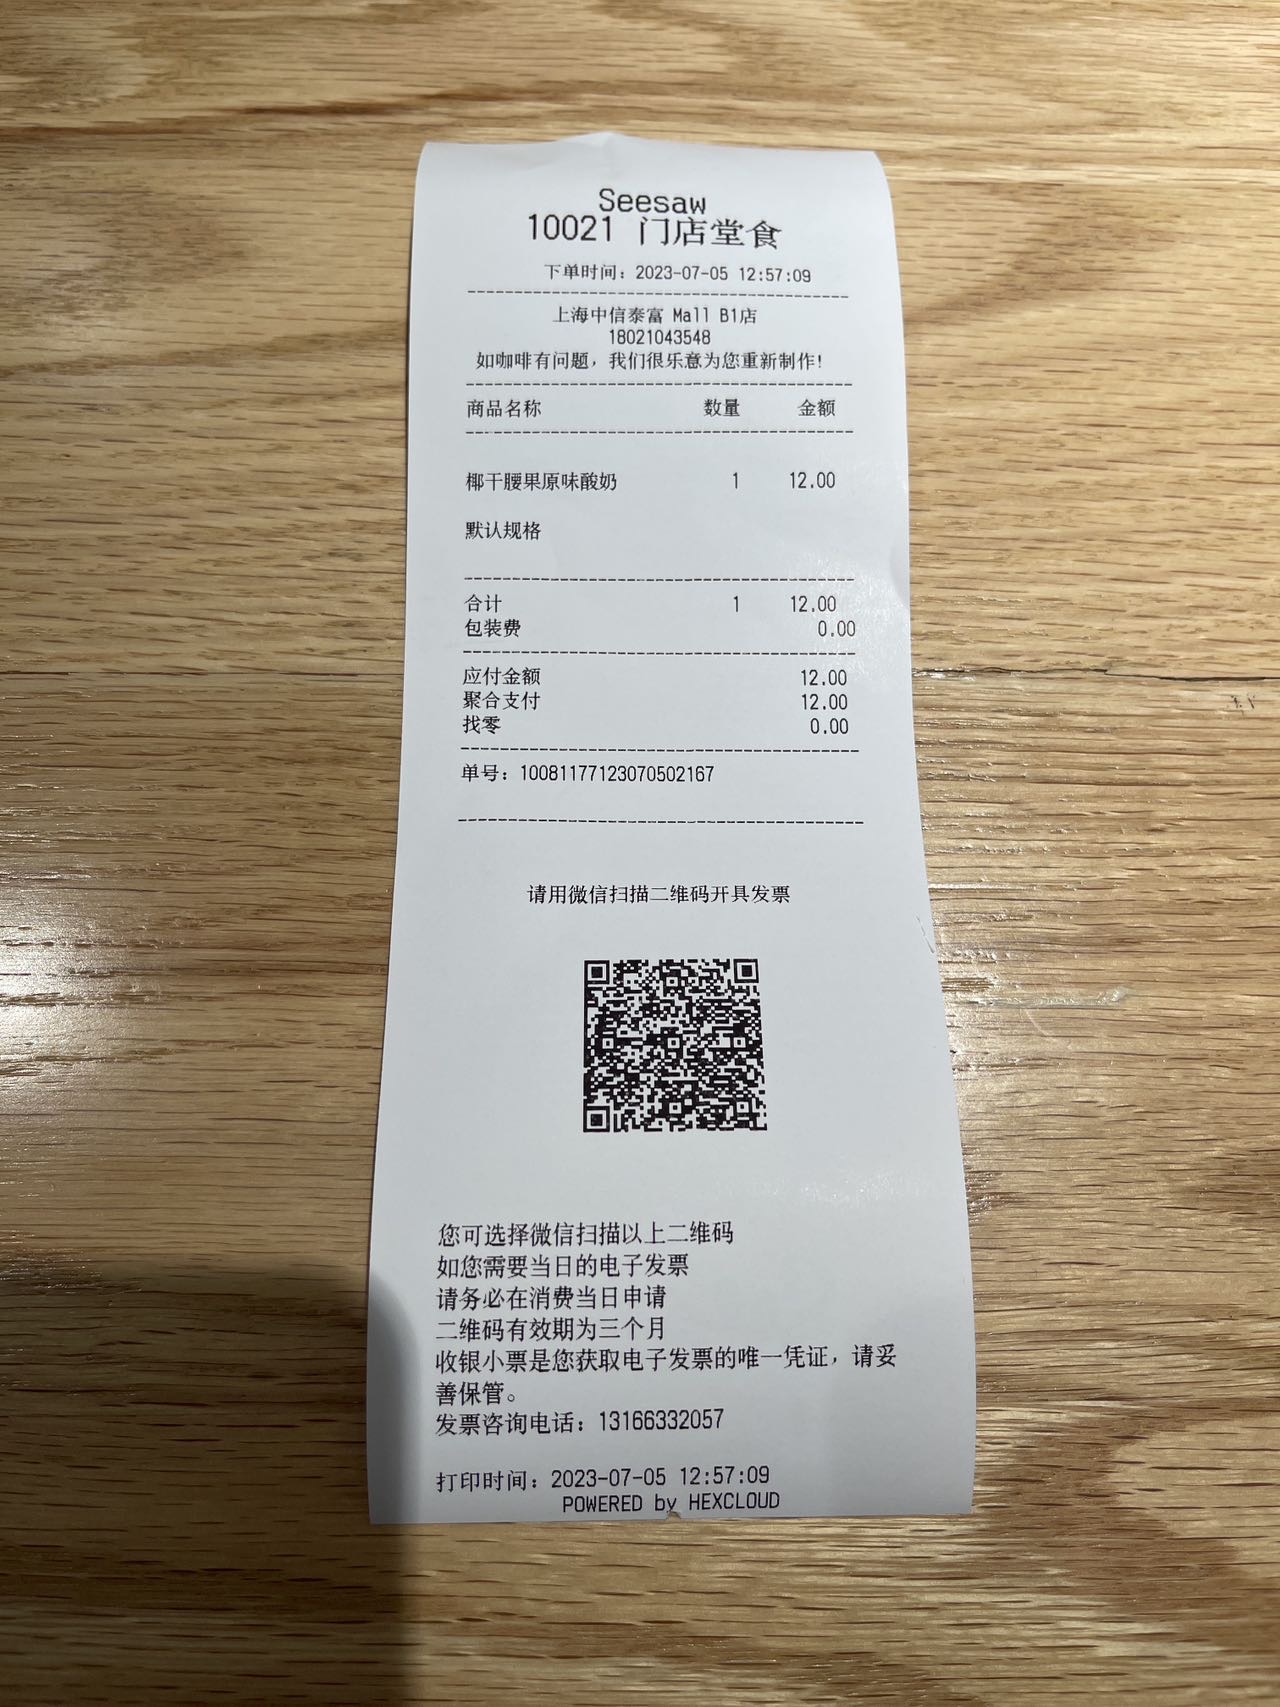 Seesaw
10021 门店堂食
下单时间：2023-07-05 12:57:09
上海中信泰富 Mall B1店
18021043548
如咖啡有问题，我们很乐意为您重新制作!
商品名称 数量 金额
椰干腰果原味酸奶 1 12.00
默认规格
合计 1 12.00
包装费 0.00
应付金额 12.00
聚合支付 12.00
找零 0.00
单号：10081177123070502167
请用微信扫描二维码开具发票
您可选择微信扫描以上二维码
如您需要当日的电子发票
请务必在消费当日申请
二维码有效期为三个月
收银小票是您获取电子发票的唯一凭证，请妥
善保管。
发票咨询电话：13166332057
打印时间：2023-07-05 12:57:09
POWERED by HEXCLOUD